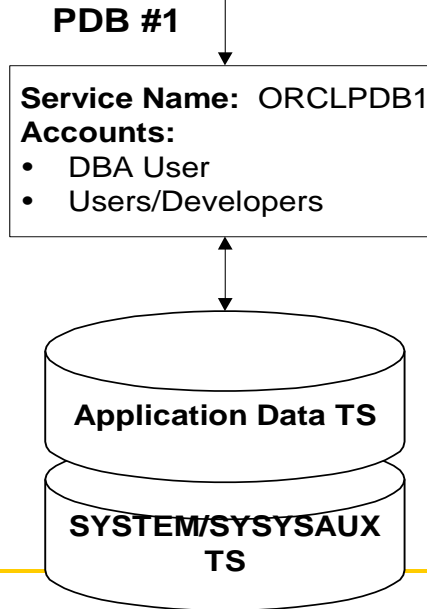 PDB #1
Service Name: ORCLPDB1
Accounts:
• DBA User
• Users/Developers
Application Data TS
SYSTEM/SYSYSAUX
TS